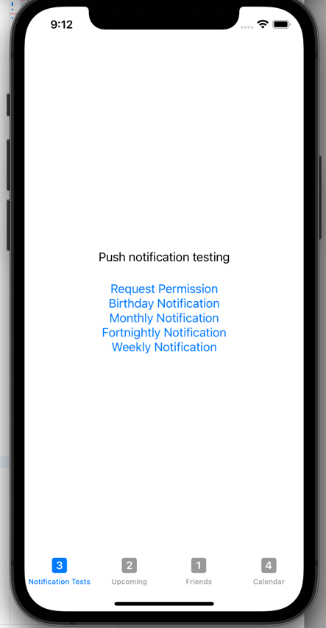 9:12
Push notification testing
Request Permission
Birthday Notification
Monthly Notification
Fortnightly Notification
Weekly Notification
3 2 1 4
Notification Tests Upcoming Friends Calendar